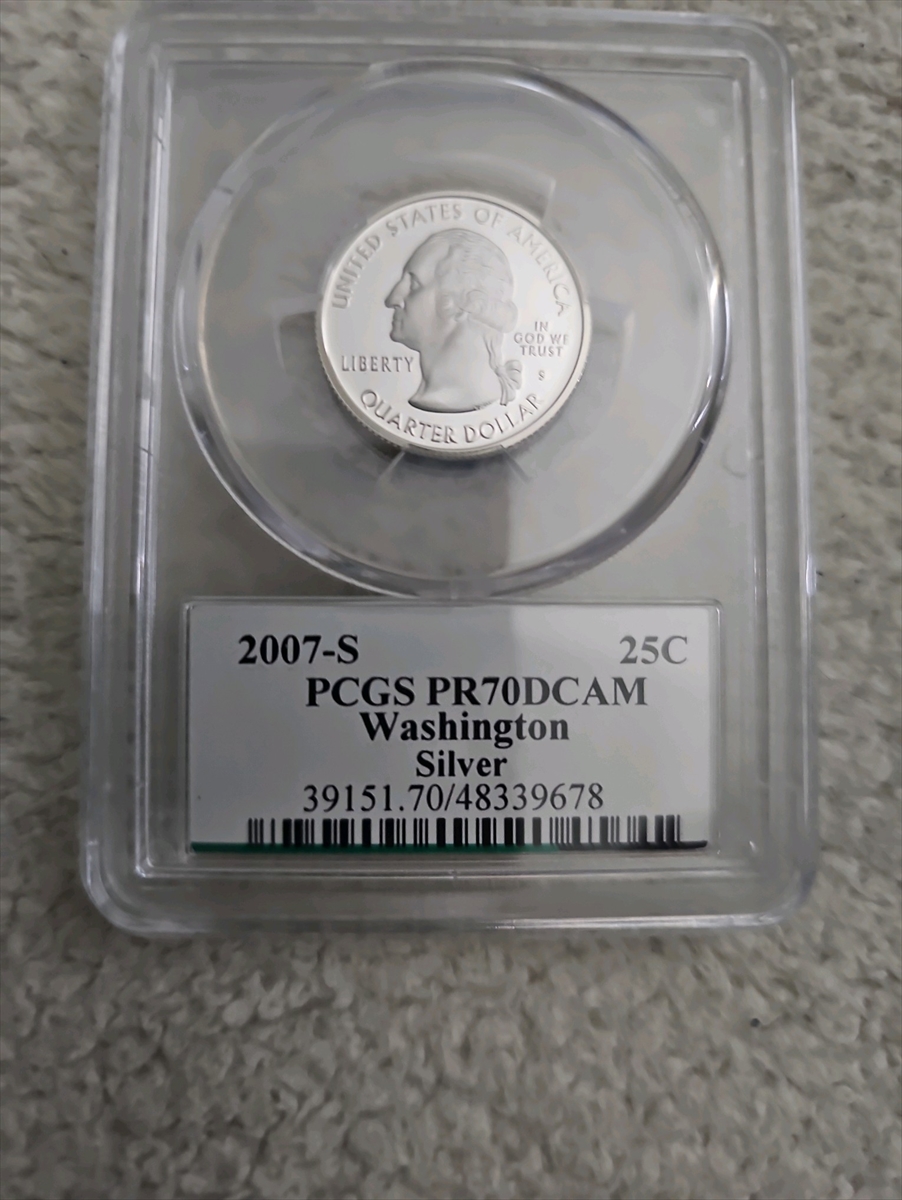 UNITED STATES OF AMERICA
IN
GOD WE
TRUST
LIBERTY
S
QUARTER DOLLAR
2007-S 25C
PCGS PR70DCAM
Washington
Silver
39151.70/48339678